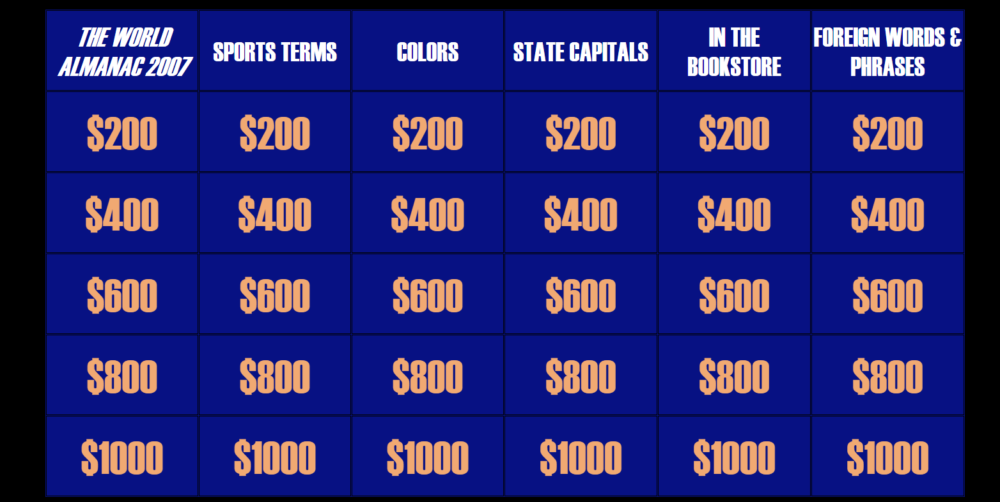 THE WORLD
ALMANAC 2007
SPORTS TERMS
COLORS
STATE CAPITALS
IN THE
BOOKSTORE
FOREIGN WORDS &
PHRASES
$200 $200 $200 $200 $200 $200
$400 $400 $400 $400 $400 $400
$600 $600 $600 $600 $600 $600
$800 $800 $800 $800 $800 $800
$1000 $1000 $1000 $1000 $1000 $1000